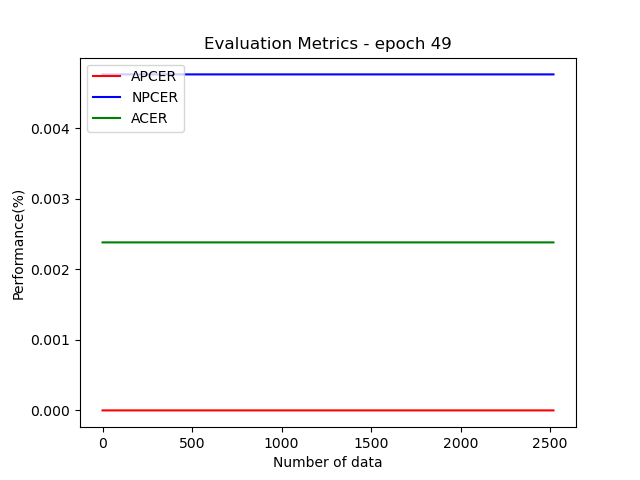 Evaluation Metrics - epoch 49
APCER
NPCER
ACER
0.004
0.003
0.002
0.001
0.000
Performance(%)
0 500 1000 1500 2000 2500
Number of data